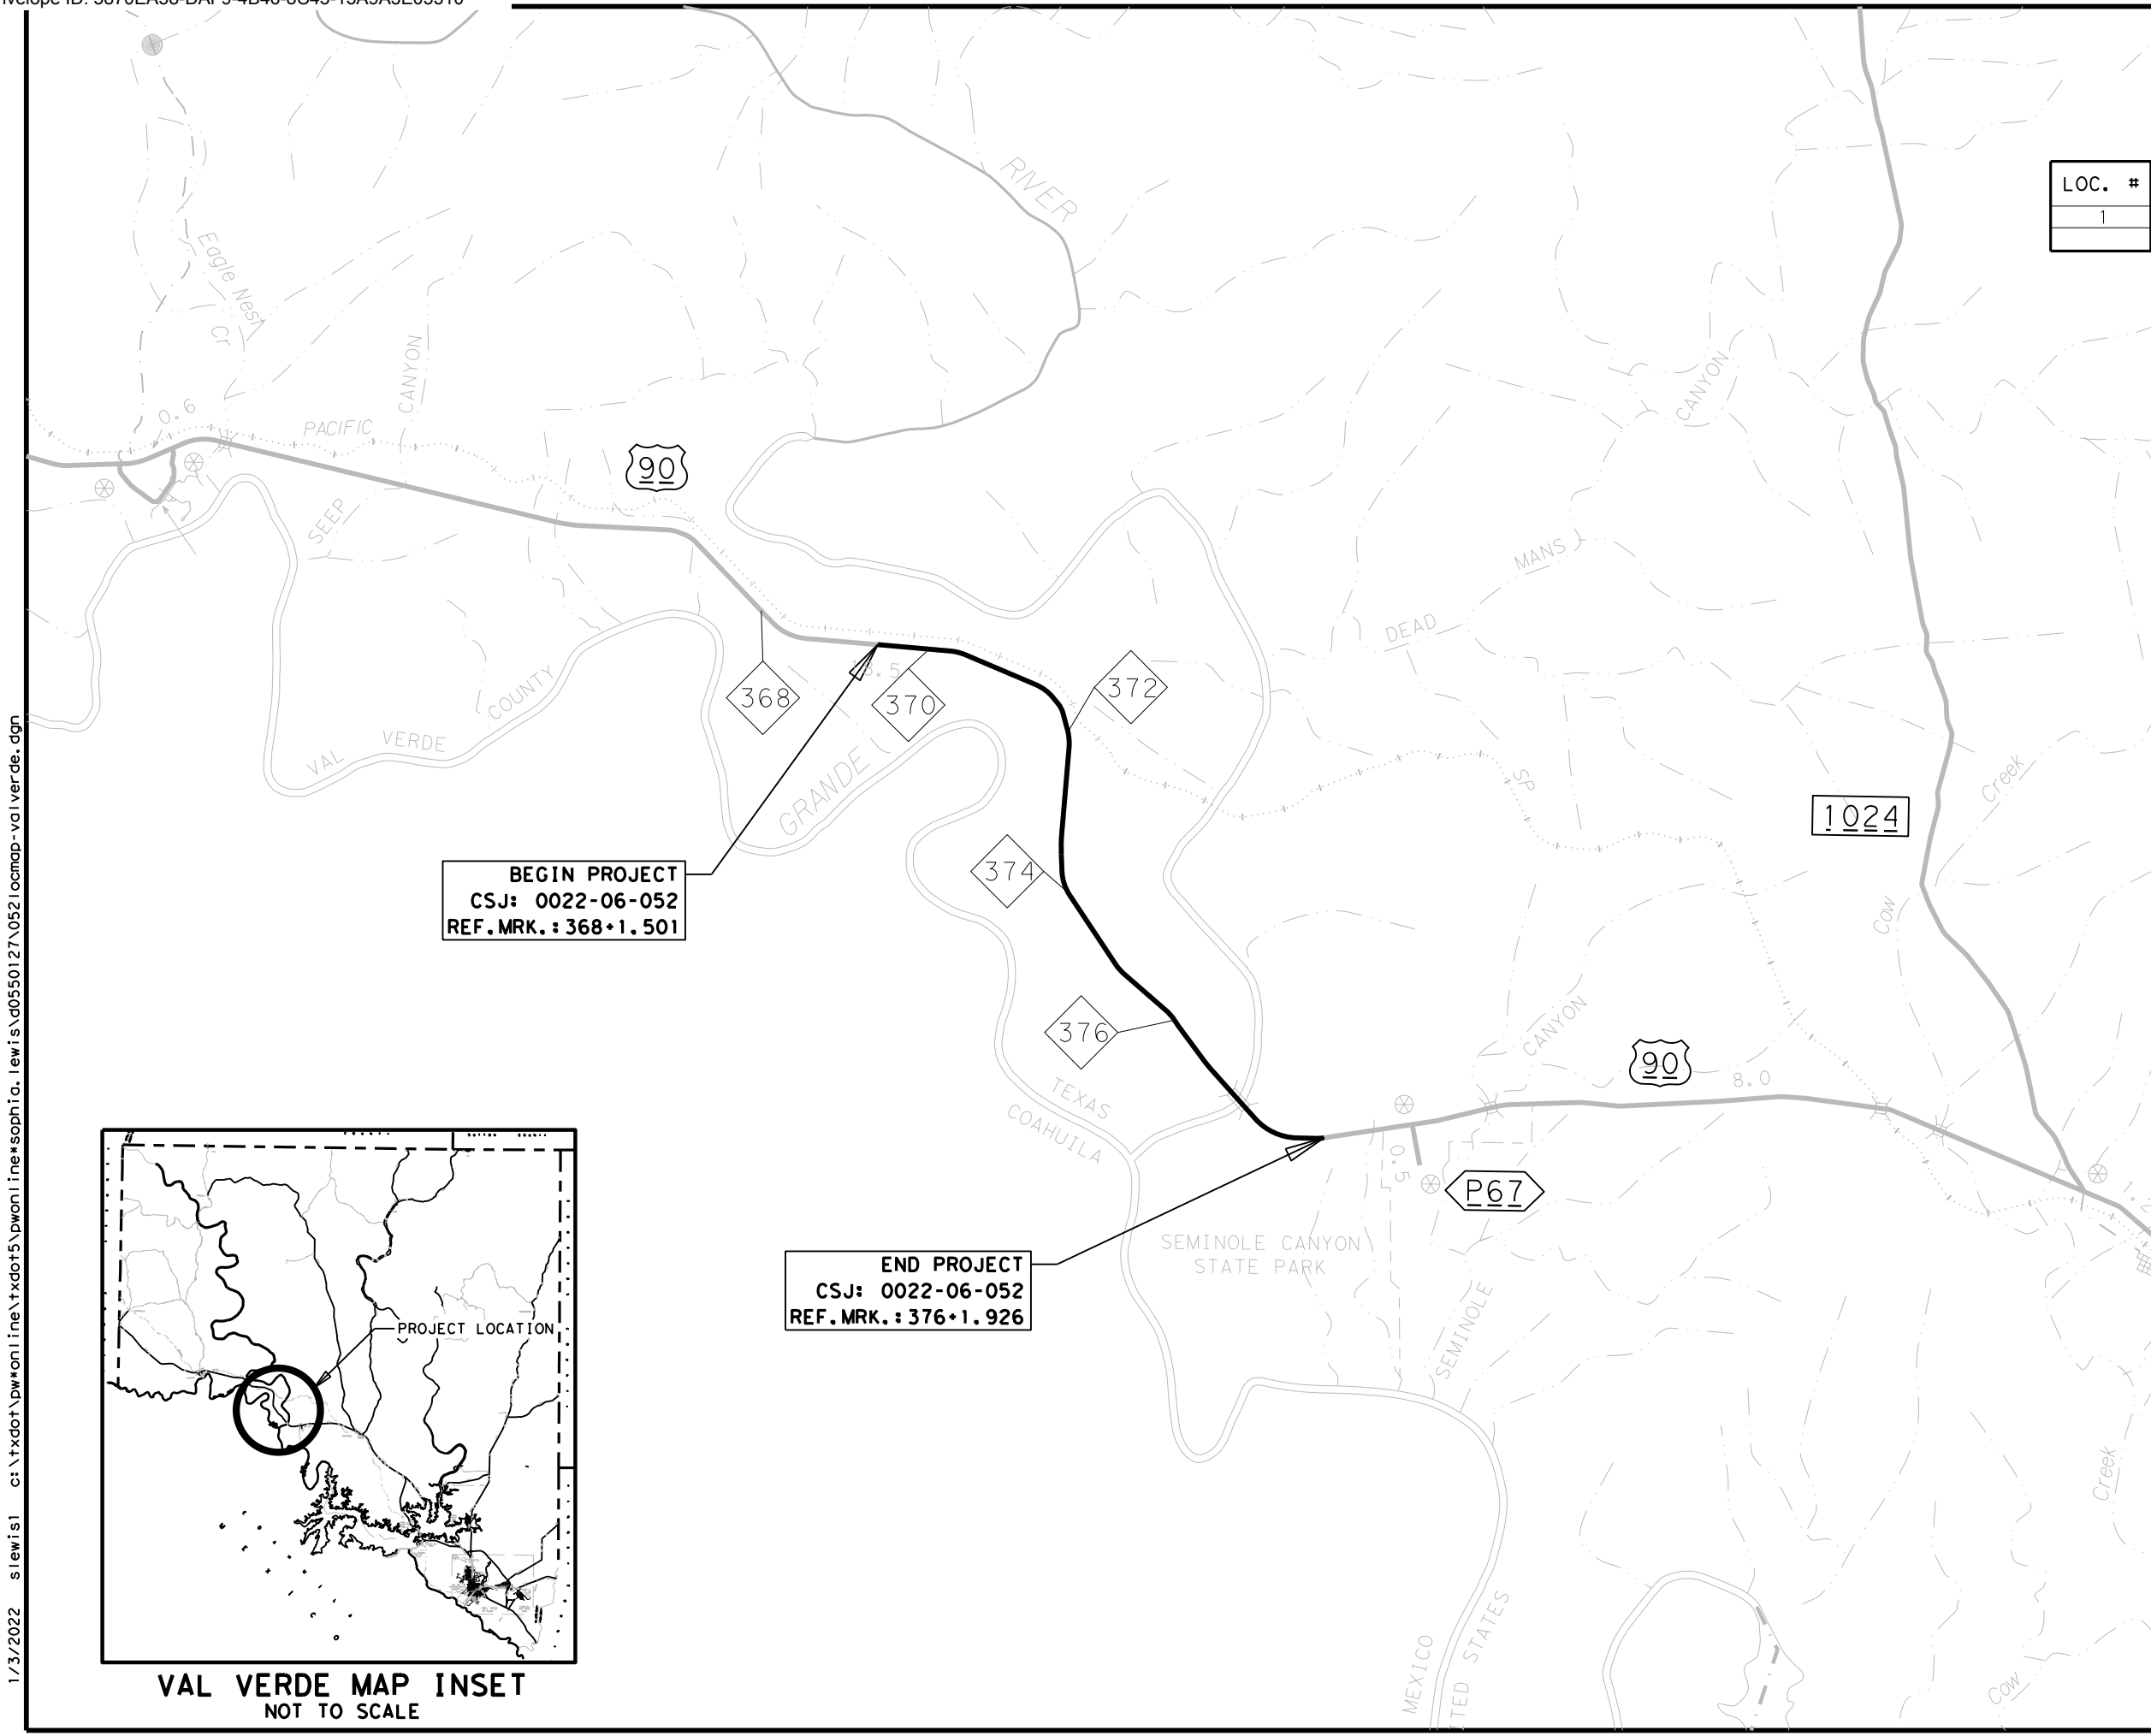 LOC. #
1
RIVER
Eagle Nest
Cr
CANYON
0.6
PACIFIC
90
SEEP
CANYON
MANS
DEAD
COUNTY
VERDE
VAL
368
370
372
GRANDE
SP
Creek
1024
374
BEGIN PROJECT
CSJ: 0022-06-052
REF.MRK.:368+1.501
COW
376
CANYON
90
8.0
TEXAS
COAHUILA
0.5
P67
SEMINOLE CANYON
STATE PARK
END PROJECT
CSJ: 0022-06-052
REF.MRK.:376+1.926
SEMINOLE
PROJECT LOCATION
Creek
COW
MEXICO
TED STATES
VAL VERDE MAP INSET
NOT TO SCALE
1/3/2022 slewis1 c:\txdot\pw*online\txdot5\pwonline*sophia.lewis\d0550127\052locmap-valverde.dgn